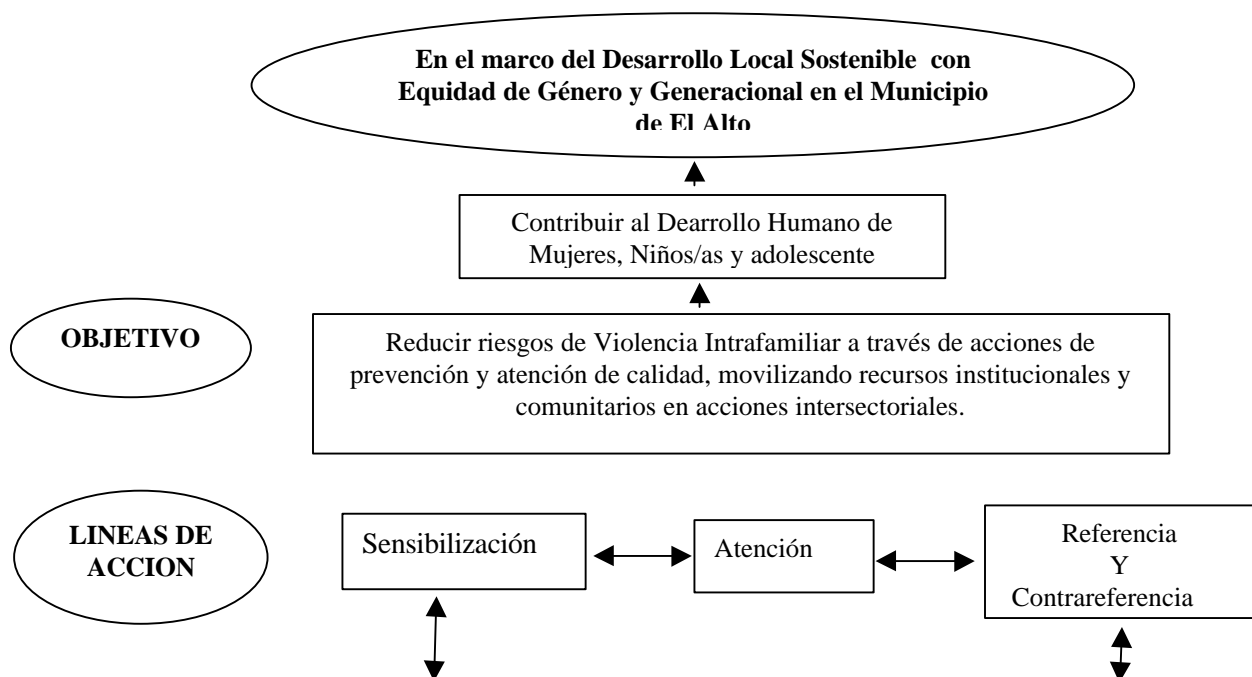 En el marco del Desarrollo Local Sostenible con
Equidad de Género y Generacional en el Municipio
de El Alto
Contribuir al Dearrollo Humano de
Mujeres, Niños/as y adolescente
OBJETIVO
Reducir riesgos de Violencia Intrafamiliar a través de acciones de
prevención y atención de calidad, movilizando recursos institucionales y
comunitarios en acciones intersectoriales.
LINEAS DE
ACCION
Sensibilización
Atención
Referencia
Y
Contrareferencia